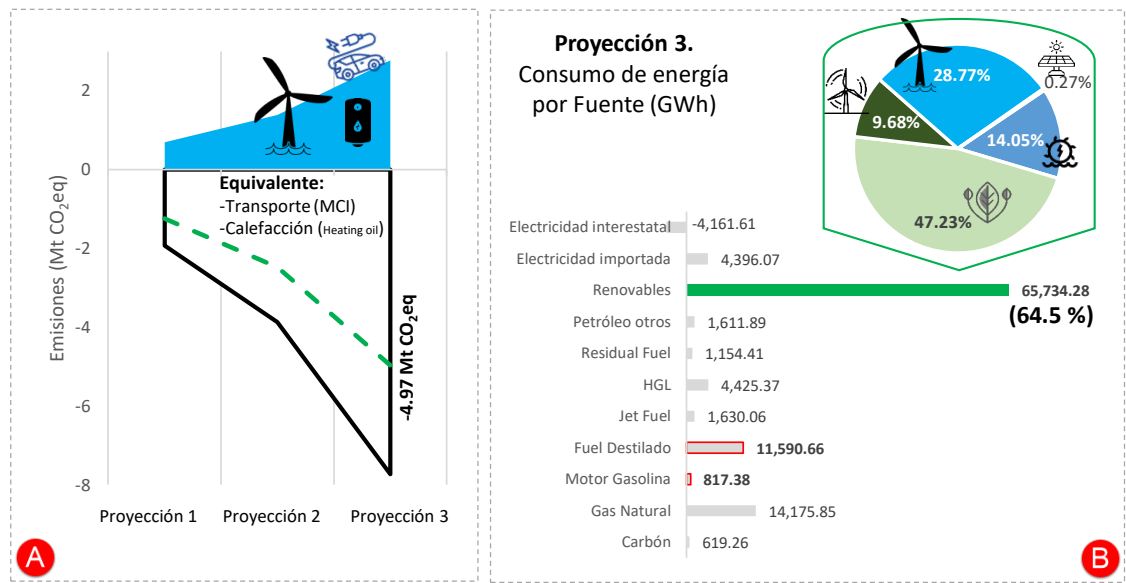 Emisiones (Mt CO₂eq)
2
0
-2
-4
-6
-8
Equivalente:
-Transporte (MCI)
-Calefacción (Heating oil)
-4.97 Mt CO₂eq
Proyección 1
Proyección 2
Proyección 3
A
Proyección 3.
Consumo de energía
por Fuente (GWh)
28.77%
0.27%
9.68%
14.05%
47.23%
Electricidad interestatal -4,161.61
Electricidad importada 4,396.07
Renovables 65,734.28
(64.5 %)
Petróleo otros 1,611.89
Residual Fuel 1,154.41
HGL 4,425.37
Jet Fuel 1,630.06
Fuel Destilado 11,590.66
Motor Gasolina 817.38
Gas Natural 14,175.85
Carbón 619.26
B